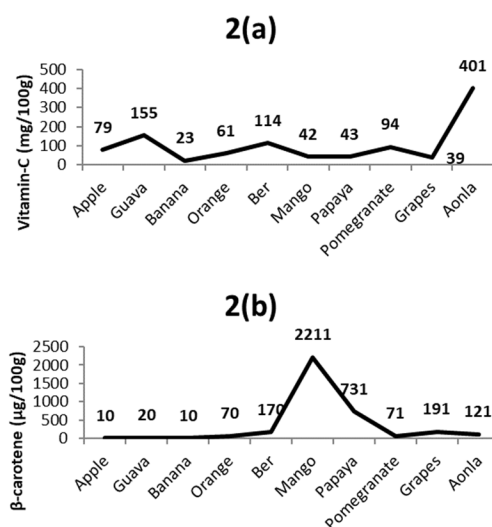 2(a)
Vitamin-C (mg/100g)
500
400
300
200
100
0
79
155
23
61
114
42
43
94
39
401
Apple
Guava
Banana
Orange
Ber
Mango
Papaya
Pomegranate
Grapes
Aonla
2(b)
β-carotene (µg/100g)
2500
2000
1500
1000
500
0
10
20
10
70
170
2211
731
71
191
121
Apple
Guava
Banana
Orange
Ber
Mango
Papaya
Pomegranate
Grapes
Aonla